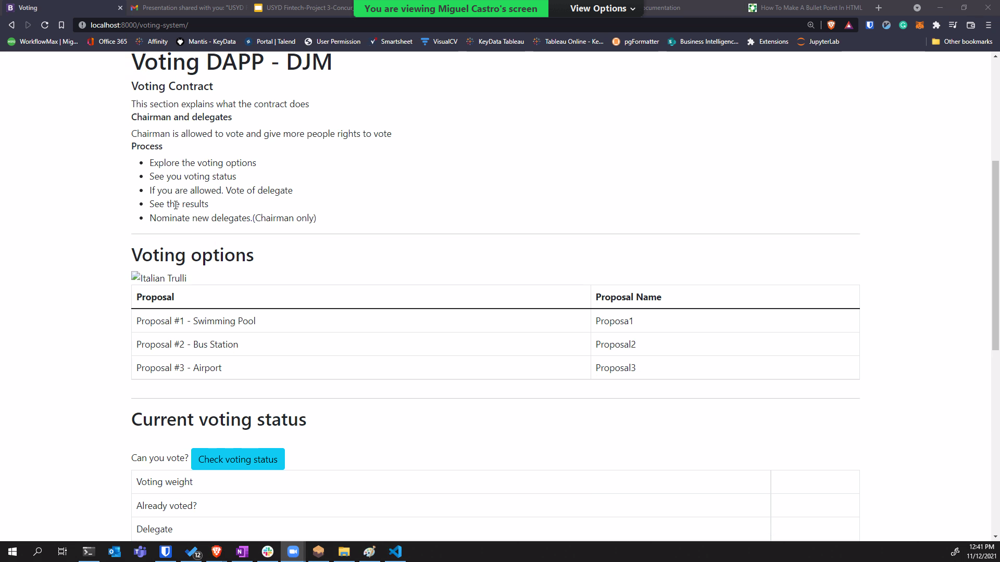 Voting
Presentation shared with you: "USYD
USYD Fintech-Project 3-Concur
You are viewing Miguel Castro's screen
View Options
ocumentation
How To Make A Bullet Point In HTML
localhost:8000/voting-system/
WorkflowMax | Mig...
Office 365
Affinity
Mantis - KeyData
Portal | Talend
User Permission
Smartsheet
VisualCV
KeyData Tableau
Tableau Online - Ke...
pgFormatter
Business Intelligenc...
Extensions
JupyterLab
Other bookmarks
Voting DAPP - DJM
Voting Contract
This section explains what the contract does
Chairman and delegates
Chairman is allowed to vote and give more people rights to vote
Process
• Explore the voting options
• See you voting status
• If you are allowed. Vote of delegate
• See the results
• Nominate new delegates.(Chairman only)
Voting options
Italian Trulli
Proposal Proposal Name
Proposal #1 - Swimming Pool Proposa1
Proposal #2 - Bus Station Proposal2
Proposal #3 - Airport Proposal3
Current voting status
Can you vote? Check voting status
Voting weight
Already voted?
Delegate
12
12:41 PM
11/12/2021